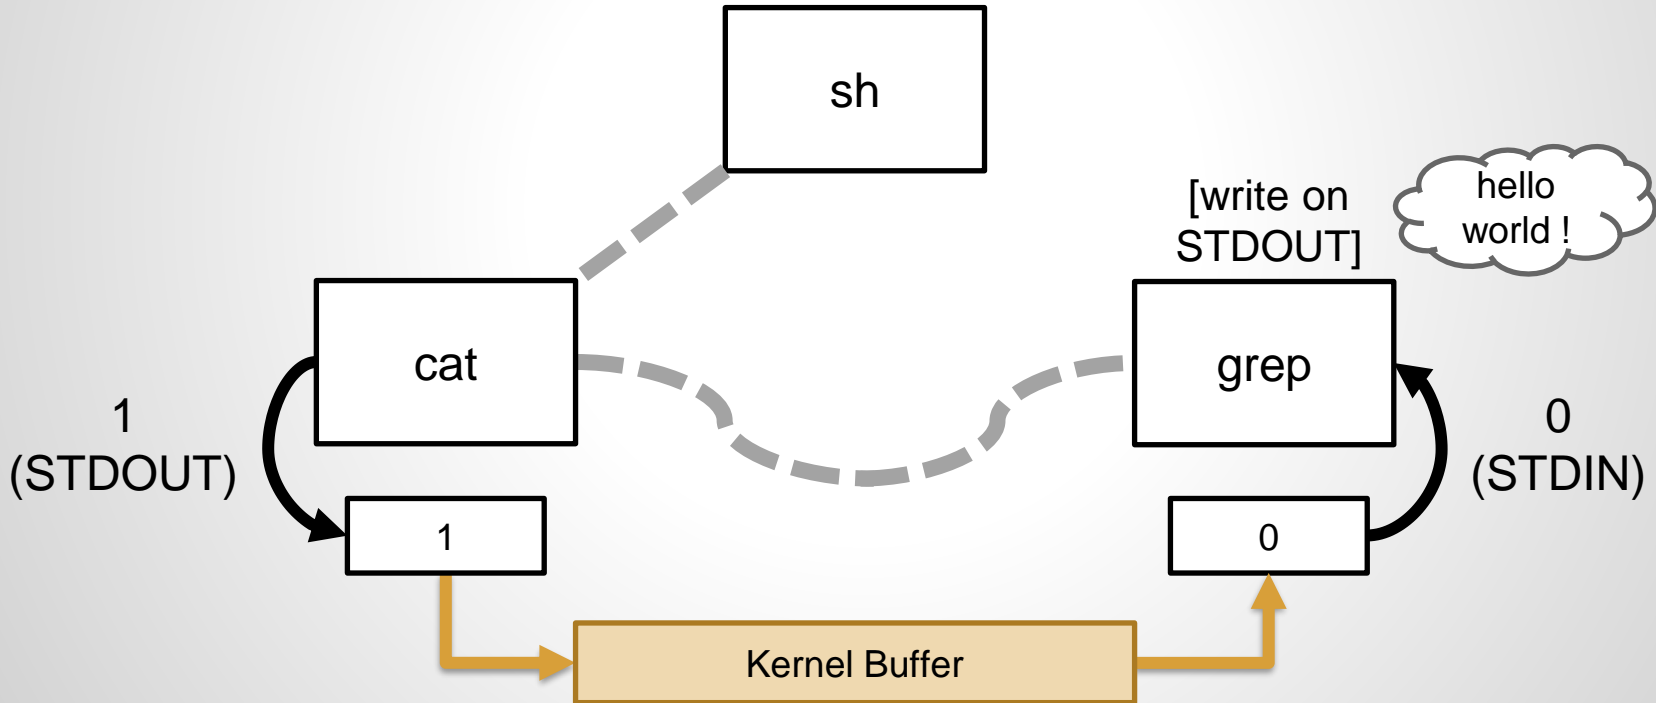 sh
[write on
STDOUT]
hello
world !
cat
grep
1
(STDOUT)
0
(STDIN)
1
0
Kernel Buffer